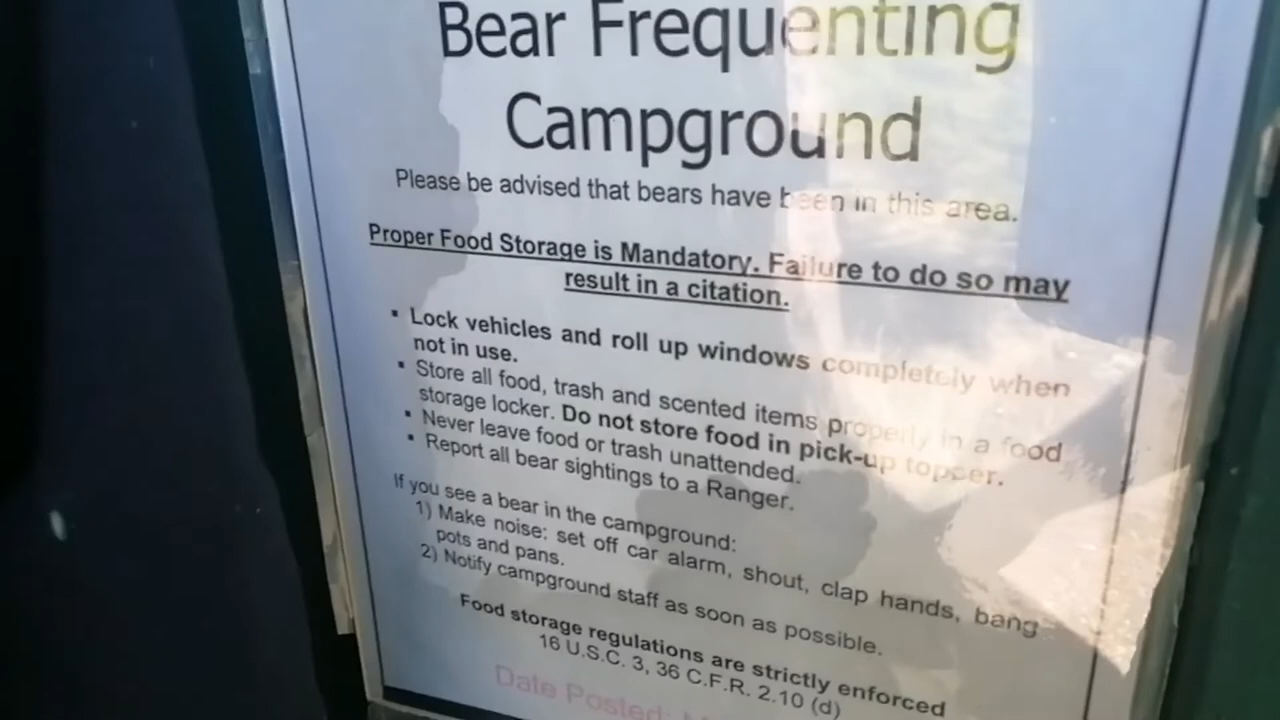 Bear Frequenting
Campground
Please be advised that bears have been in this area.
Proper Food Storage is Mandatory. Failure to do so may
result in a citation.
▪ Lock vehicles and roll up windows completely when
not in use.
▪ Store all food, trash and scented items properly in a food
storage locker. Do not store food in pick-up topper.
▪ Never leave food or trash unattended.
▪ Report all bear sightings to a Ranger.
If you see a bear in the campground:
1) Make noise: set off car alarm, shout, clap hands, bang
pots and pans.
2) Notify campground staff as soon as possible.
Food storage regulations are strictly enforced
16 U.S.C. 3, 36 C.F.R. 2.10 (d)
Date Posted: